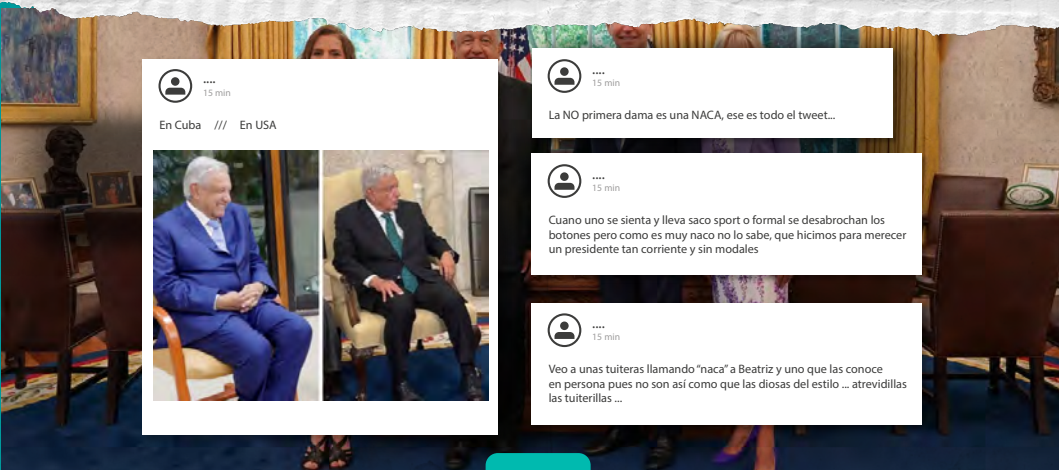 ....
15 min
En Cuba /// En USA
....
15 min
La NO primera dama es una NACA, ese es todo el tweet...
....
15 min
Cuano uno se sienta y lleva saco sport o formal se desabrochan los
botones pero como es muy naco no lo sabe, que hicimos para merecer
un presidente tan corriente y sin modales
....
15 min
Veo a unas tuiteras llamando “naca” a Beatriz y uno que las conoce
en persona pues no son así como que las diosas del estilo ... atrevidillas
las tuiterillas ...